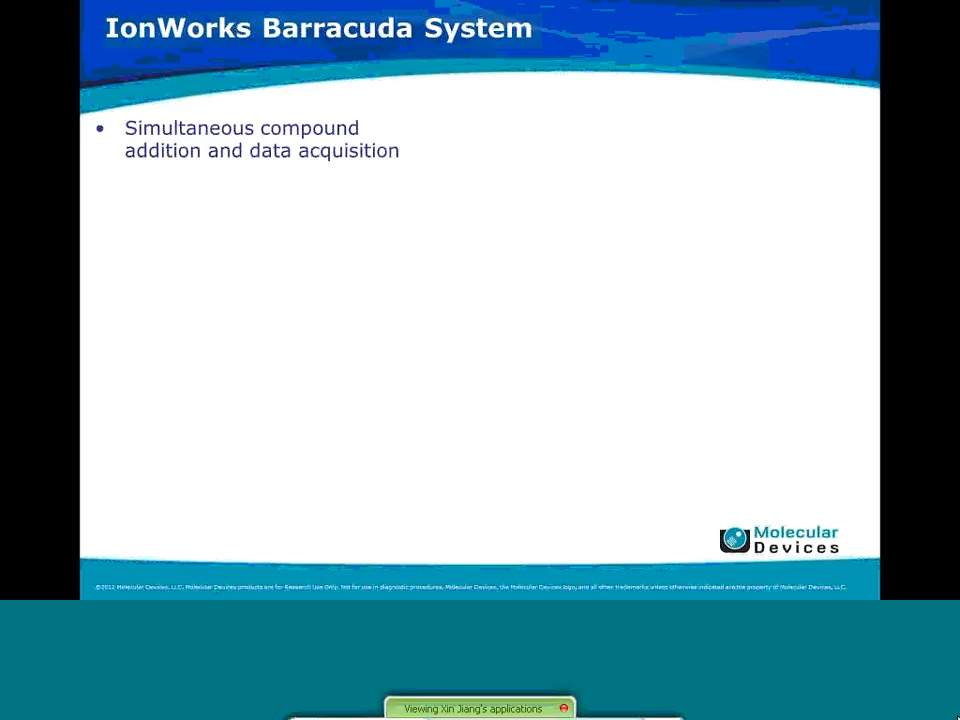 IonWorks Barracuda System
• Simultaneous compound
addition and data acquisition
Molecular
Devices
©2012 Molecular Devices, LLC. Molecular Devices products are for Research Use Only. Not for use in diagnostic procedures. Molecular Devices, the Molecular Devices logo, and all other trademarks unless otherwise indicated are the property of Molecular Devices, LLC.
Viewing Xin Jiang's applications